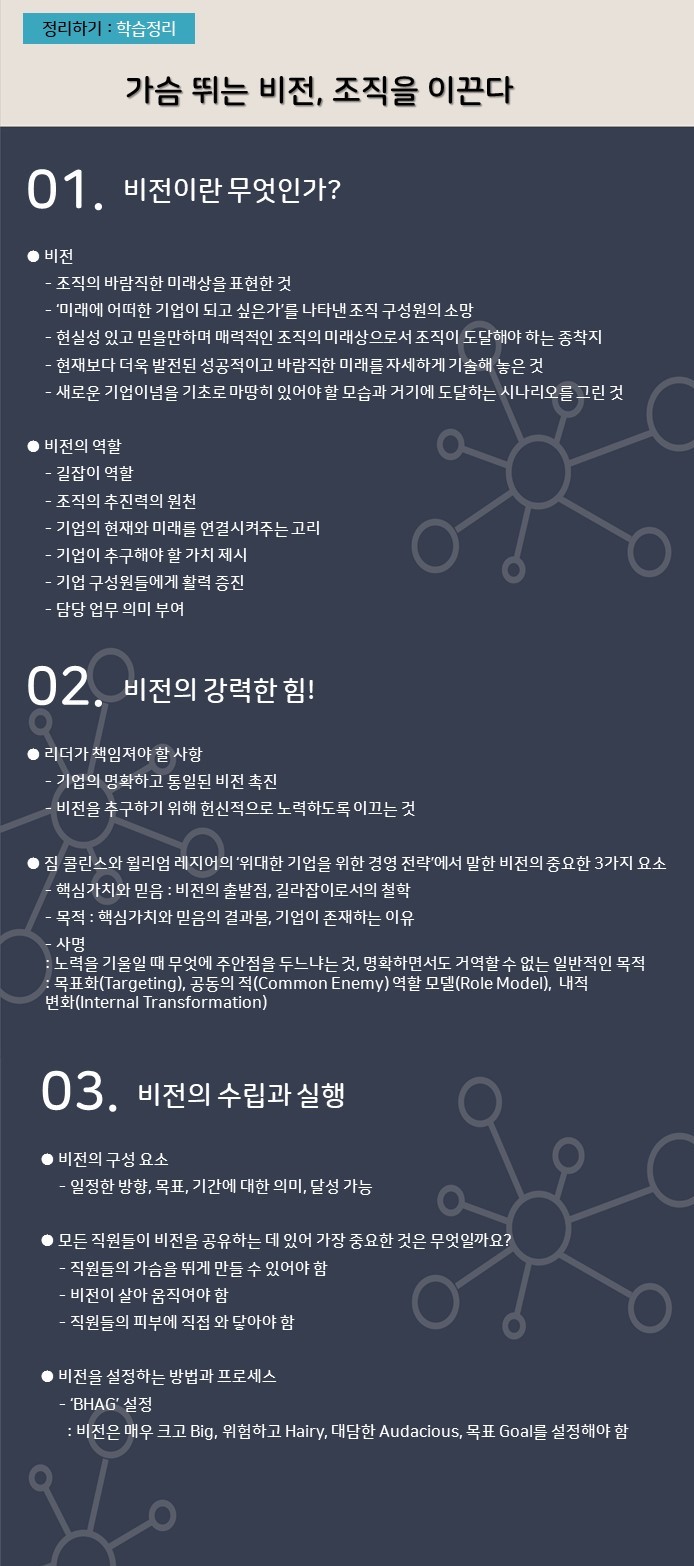 정리하기 : 학습정리
가슴 뛰는 비전, 조직을 이끈다
01. 비전이란 무엇인가?
● 비전
- 조직의 바람직한 미래상을 표현한 것
- ‘미래에 어떠한 기업이 되고 싶은가’를 나타낸 조직 구성원의 소망
- 현실성 있고 믿을만하며 매력적인 조직의 미래상으로서 조직이 도달해야 하는 종착지
- 현재보다 더욱 발전된 성공적이고 바람직한 미래를 자세하게 기술해 놓은 것
- 새로운 기업이념을 기초로 마땅히 있어야 할 모습과 거기에 도달하는 시나리오를 그린 것
● 비전의 역할
- 길잡이 역할
- 조직의 추진력의 원천
- 기업의 현재와 미래를 연결시켜주는 고리
- 기업이 추구해야 할 가치 제시
- 기업 구성원들에게 활력 증진
- 담당 업무 의미 부여
02. 비전의 강력한 힘!
● 리더가 책임져야 할 사항
- 기업의 명확하고 통일된 비전 촉진
- 비전을 추구하기 위해 헌신적으로 노력하도록 이끄는 것
● 짐 콜린스와 윌리엄 레지어의 ‘위대한 기업을 위한 경영 전략’에서 말한 비전의 중요한 3가지 요소
- 핵심가치와 믿음 : 비전의 출발점, 길라잡이로서의 철학
- 목적 : 핵심가치와 믿음의 결과물, 기업이 존재하는 이유
- 사명
: 노력을 기울일 때 무엇에 주안점을 두느냐는 것, 명확하면서도 거역할 수 없는 일반적인 목적
: 목표화(Targeting), 공동의 적(Common Enemy) 역할 모델(Role Model), 내적
변화(Internal Transformation)
03. 비전의 수립과 실행
● 비전의 구성 요소
- 일정한 방향, 목표, 기간에 대한 의미, 달성 가능
● 모든 직원들이 비전을 공유하는 데 있어 가장 중요한 것은 무엇일까요?
- 직원들의 가슴을 뛰게 만들 수 있어야 함
- 비전이 살아 움직여야 함
- 직원들의 피부에 직접 와 닿아야 함
● 비전을 설정하는 방법과 프로세스
- ‘BHAG’ 설정
: 비전은 매우 크고 Big, 위험하고 Hairy, 대담한 Audacious, 목표 Goal를 설정해야 함